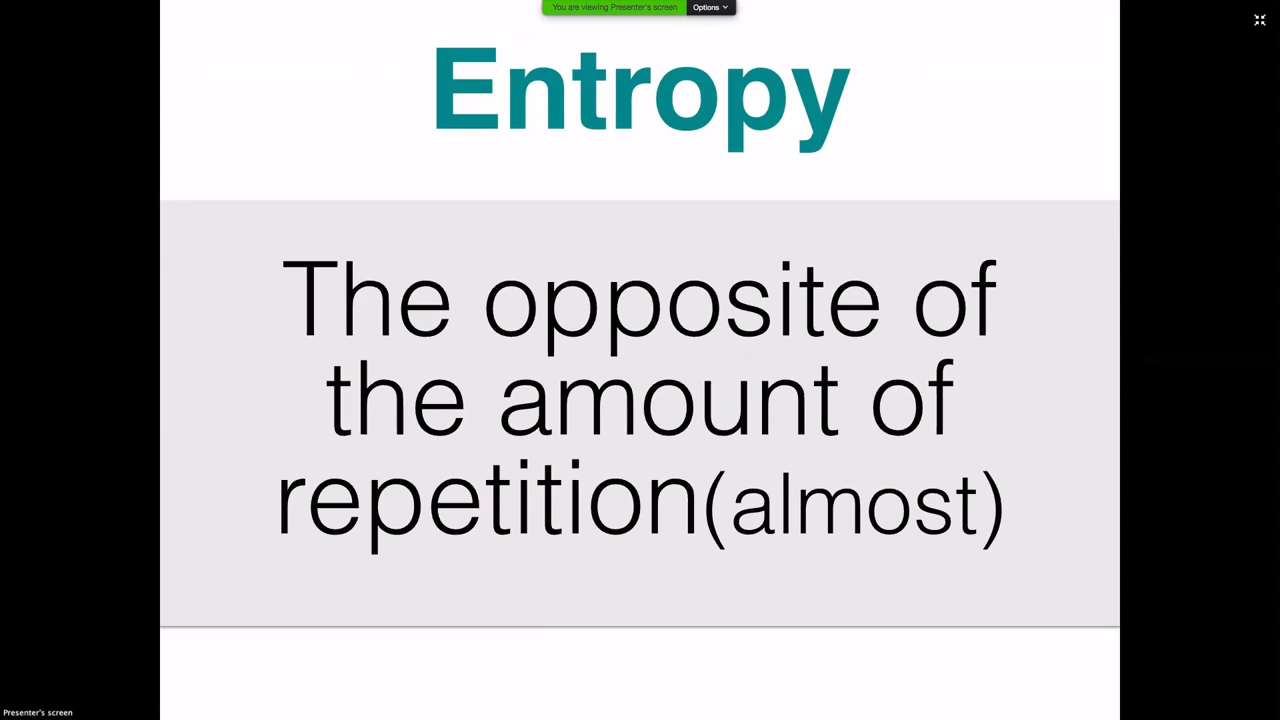 You are viewing Presenter's screen Options
Entropy
The opposite of
the amount of
repetition(almost)
Presenter's screen